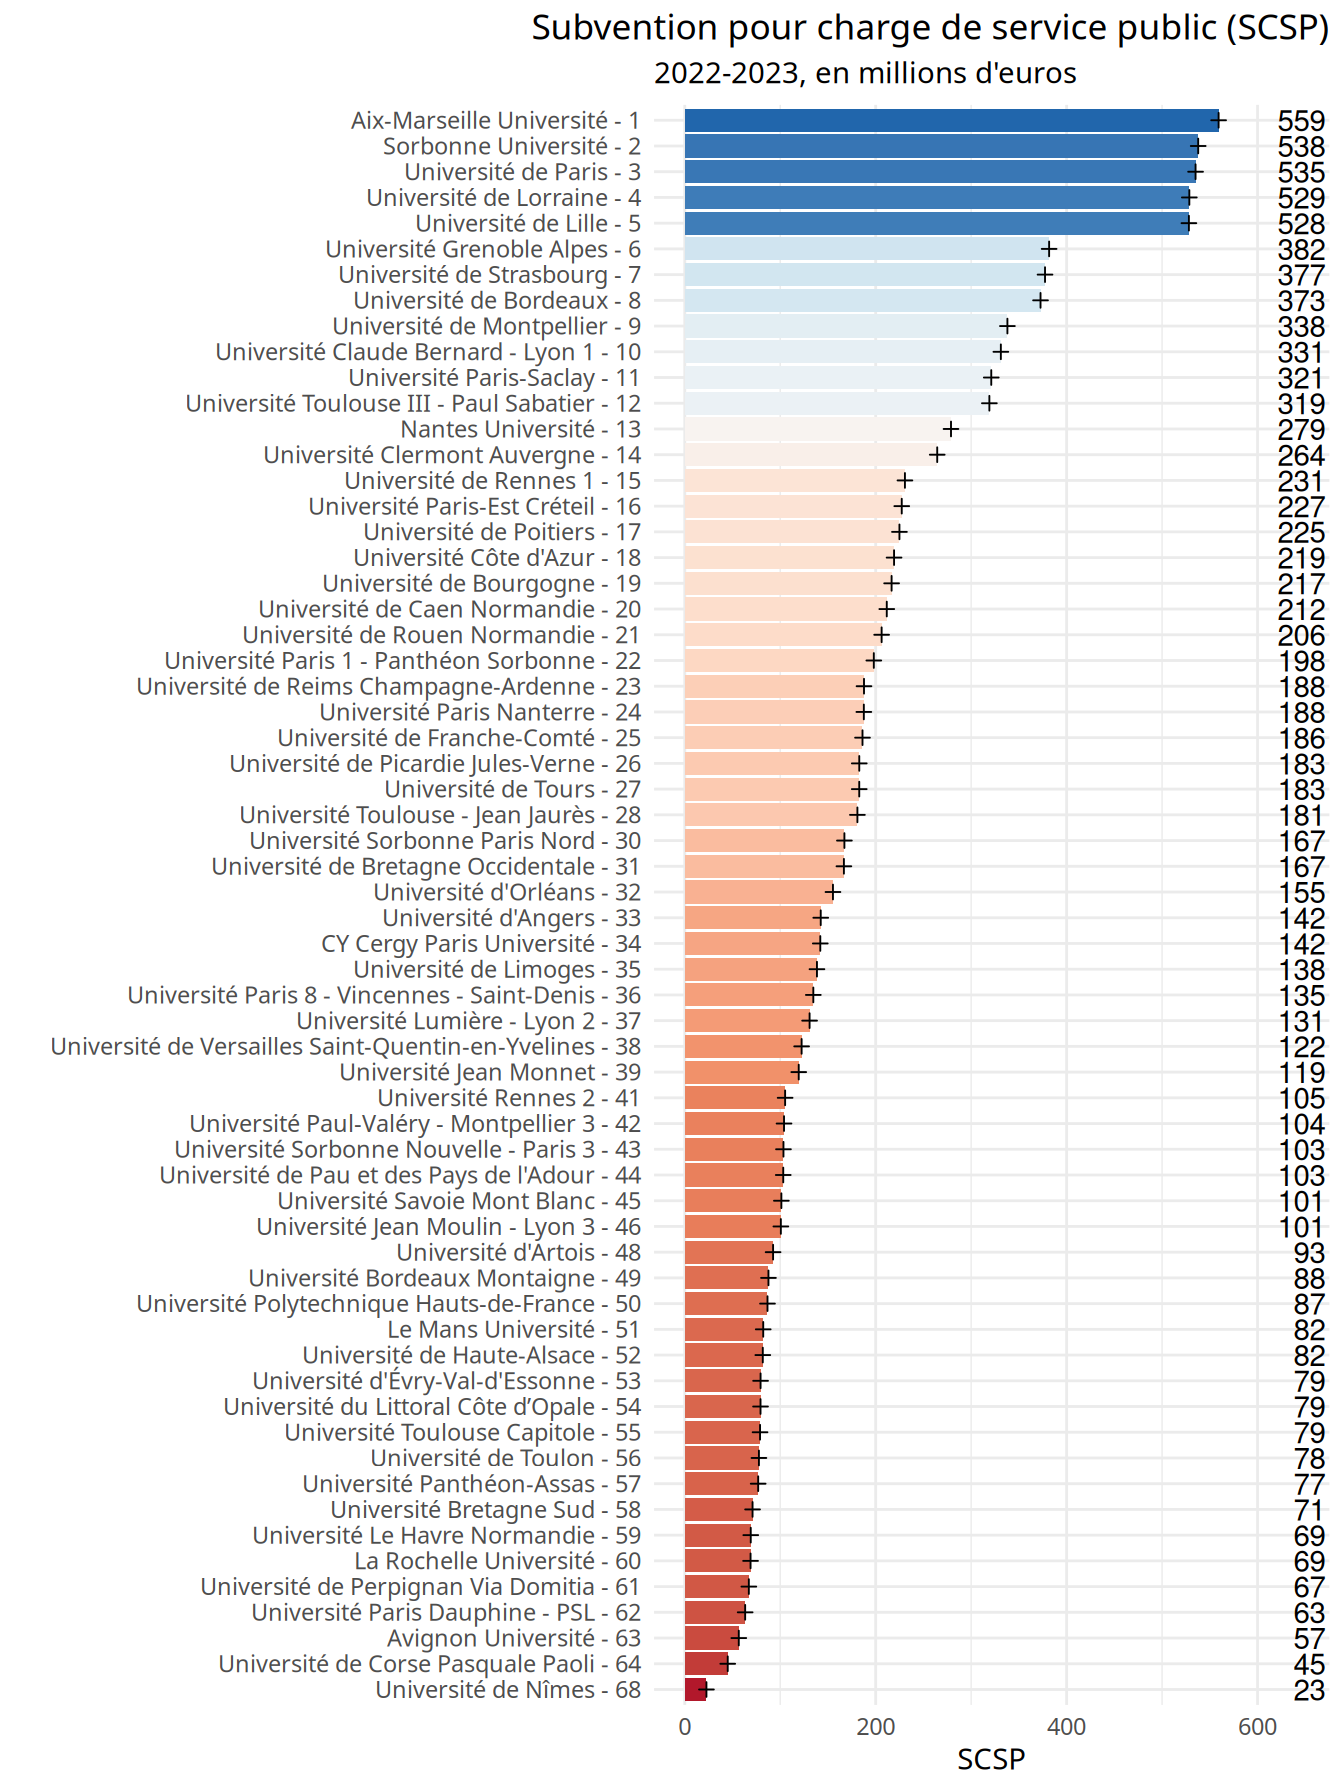 Subvention pour charge de service public (SCSP)
2022-2023, en millions d'euros
Aix-Marseille Université - 1 559
Sorbonne Université - 2 538
Université de Paris - 3 535
Université de Lorraine - 4 529
Université de Lille - 5 528
Université Grenoble Alpes - 6 382
Université de Strasbourg - 7 377
Université de Bordeaux - 8 373
Université de Montpellier - 9 338
Université Claude Bernard - Lyon 1 - 10 331
Université Paris-Saclay - 11 321
Université Toulouse III - Paul Sabatier - 12 319
Nantes Université - 13 279
Université Clermont Auvergne - 14 264
Université de Rennes 1 - 15 231
Université Paris-Est Créteil - 16 227
Université de Poitiers - 17 225
Université Côte d'Azur - 18 219
Université de Bourgogne - 19 217
Université de Caen Normandie - 20 212
Université de Rouen Normandie - 21 206
Université Paris 1 - Panthéon Sorbonne - 22 198
Université de Reims Champagne-Ardenne - 23 188
Université Paris Nanterre - 24 188
Université de Franche-Comté - 25 186
Université de Picardie Jules-Verne - 26 183
Université de Tours - 27 183
Université Toulouse - Jean Jaurès - 28 181
Université Sorbonne Paris Nord - 30 167
Université de Bretagne Occidentale - 31 167
Université d'Orléans - 32 155
Université d'Angers - 33 142
CY Cergy Paris Université - 34 142
Université de Limoges - 35 138
Université Paris 8 - Vincennes - Saint-Denis - 36 135
Université Lumière - Lyon 2 - 37 131
Université de Versailles Saint-Quentin-en-Yvelines - 38 122
Université Jean Monnet - 39 119
Université Rennes 2 - 41 105
Université Paul-Valéry - Montpellier 3 - 42 104
Université Sorbonne Nouvelle - Paris 3 - 43 103
Université de Pau et des Pays de l'Adour - 44 103
Université Savoie Mont Blanc - 45 101
Université Jean Moulin - Lyon 3 - 46 101
Université d'Artois - 48 93
Université Bordeaux Montaigne - 49 88
Université Polytechnique Hauts-de-France - 50 87
Le Mans Université - 51 82
Université de Haute-Alsace - 52 82
Université d'Évry-Val-d'Essonne - 53 79
Université du Littoral Côte d’Opale - 54 79
Université Toulouse Capitole - 55 79
Université de Toulon - 56 78
Université Panthéon-Assas - 57 77
Université Bretagne Sud - 58 71
Université Le Havre Normandie - 59 69
La Rochelle Université - 60 69
Université de Perpignan Via Domitia - 61 67
Université Paris Dauphine - PSL - 62 63
Avignon Université - 63 57
Université de Corse Pasquale Paoli - 64 45
Université de Nîmes - 68 23
0 200 400 600
SCSP